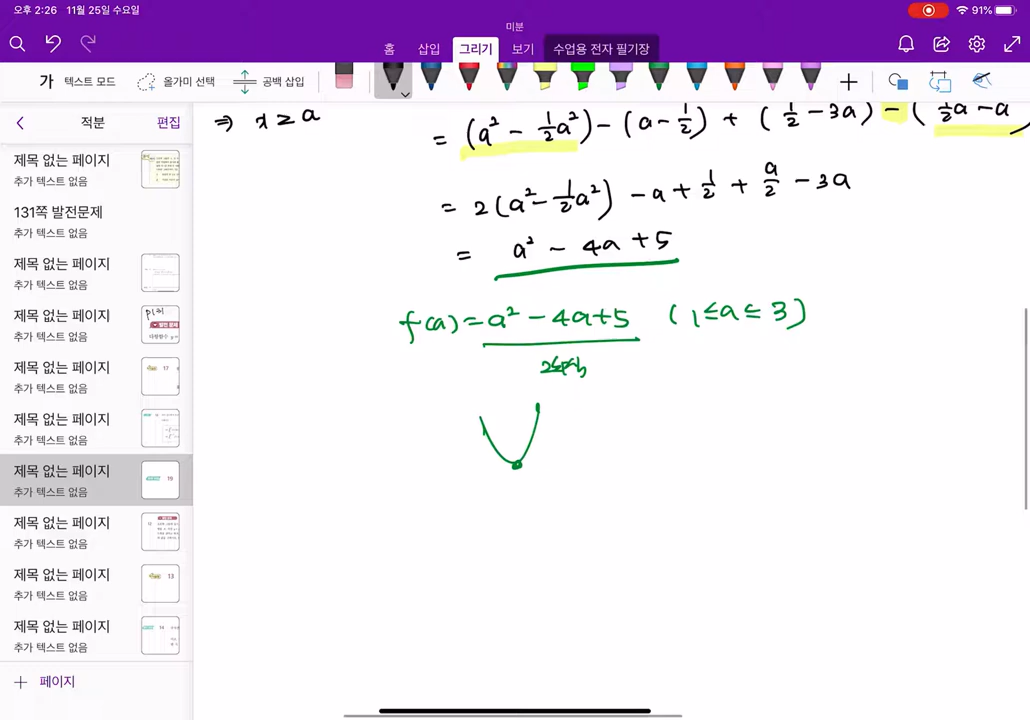 오후 2:26 11월 25일 수요일
91%
미분
홈 삽입 그리기 보기 수업용 전자 필기장
가 텍스트 모드 올가미 선택 공백 삽입
적분 편집
제목 없는 페이지
추가 텍스트 없음
131쪽 발전문제
추가 텍스트 없음
제목 없는 페이지
추가 텍스트 없음
제목 없는 페이지
추가 텍스트 없음
제목 없는 페이지
추가 텍스트 없음
제목 없는 페이지
추가 텍스트 없음
제목 없는 페이지
추가 텍스트 없음
제목 없는 페이지
추가 텍스트 없음
제목 없는 페이지
추가 텍스트 없음
제목 없는 페이지
추가 텍스트 없음
+ 페이지
⇒ x ≥ a
= (a² - ½a²) - (a - ½) + (½ - 3a) - (½a - a
= 2(a² - ½a²) - a + ½ + a/2 - 3a
= a² - 4a + 5
f(a) = a² - 4a + 5 (1 ≤ a ≤ 3)